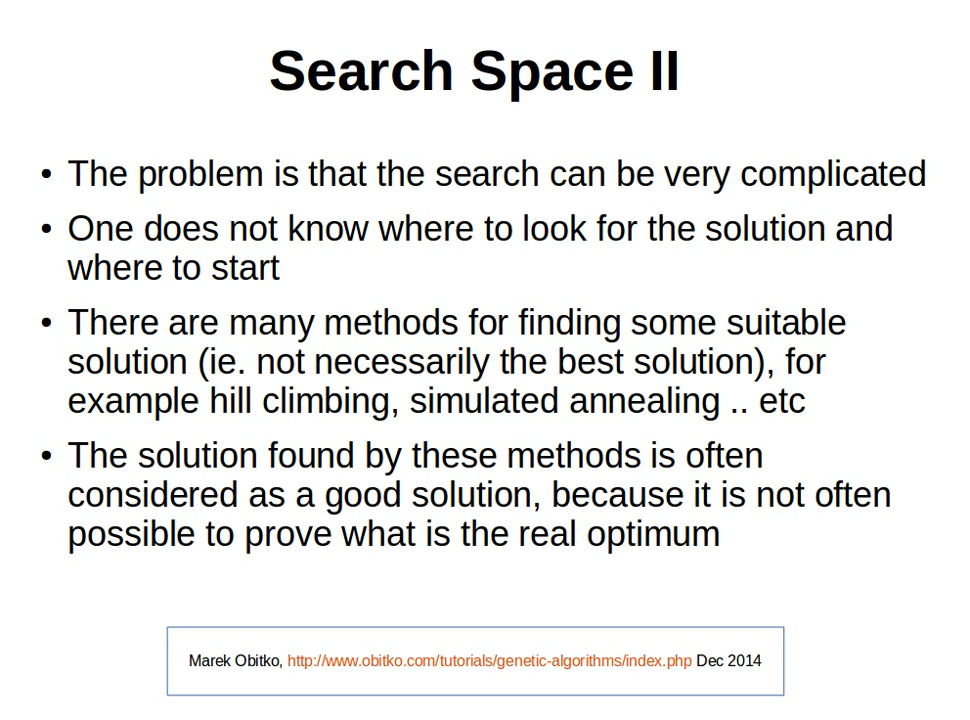 Search Space II
• The problem is that the search can be very complicated
• One does not know where to look for the solution and
where to start
• There are many methods for finding some suitable
solution (ie. not necessarily the best solution), for
example hill climbing, simulated annealing .. etc
• The solution found by these methods is often
considered as a good solution, because it is not often
possible to prove what is the real optimum
Marek Obitko, http://www.obitko.com/tutorials/genetic-algorithms/index.php Dec 2014